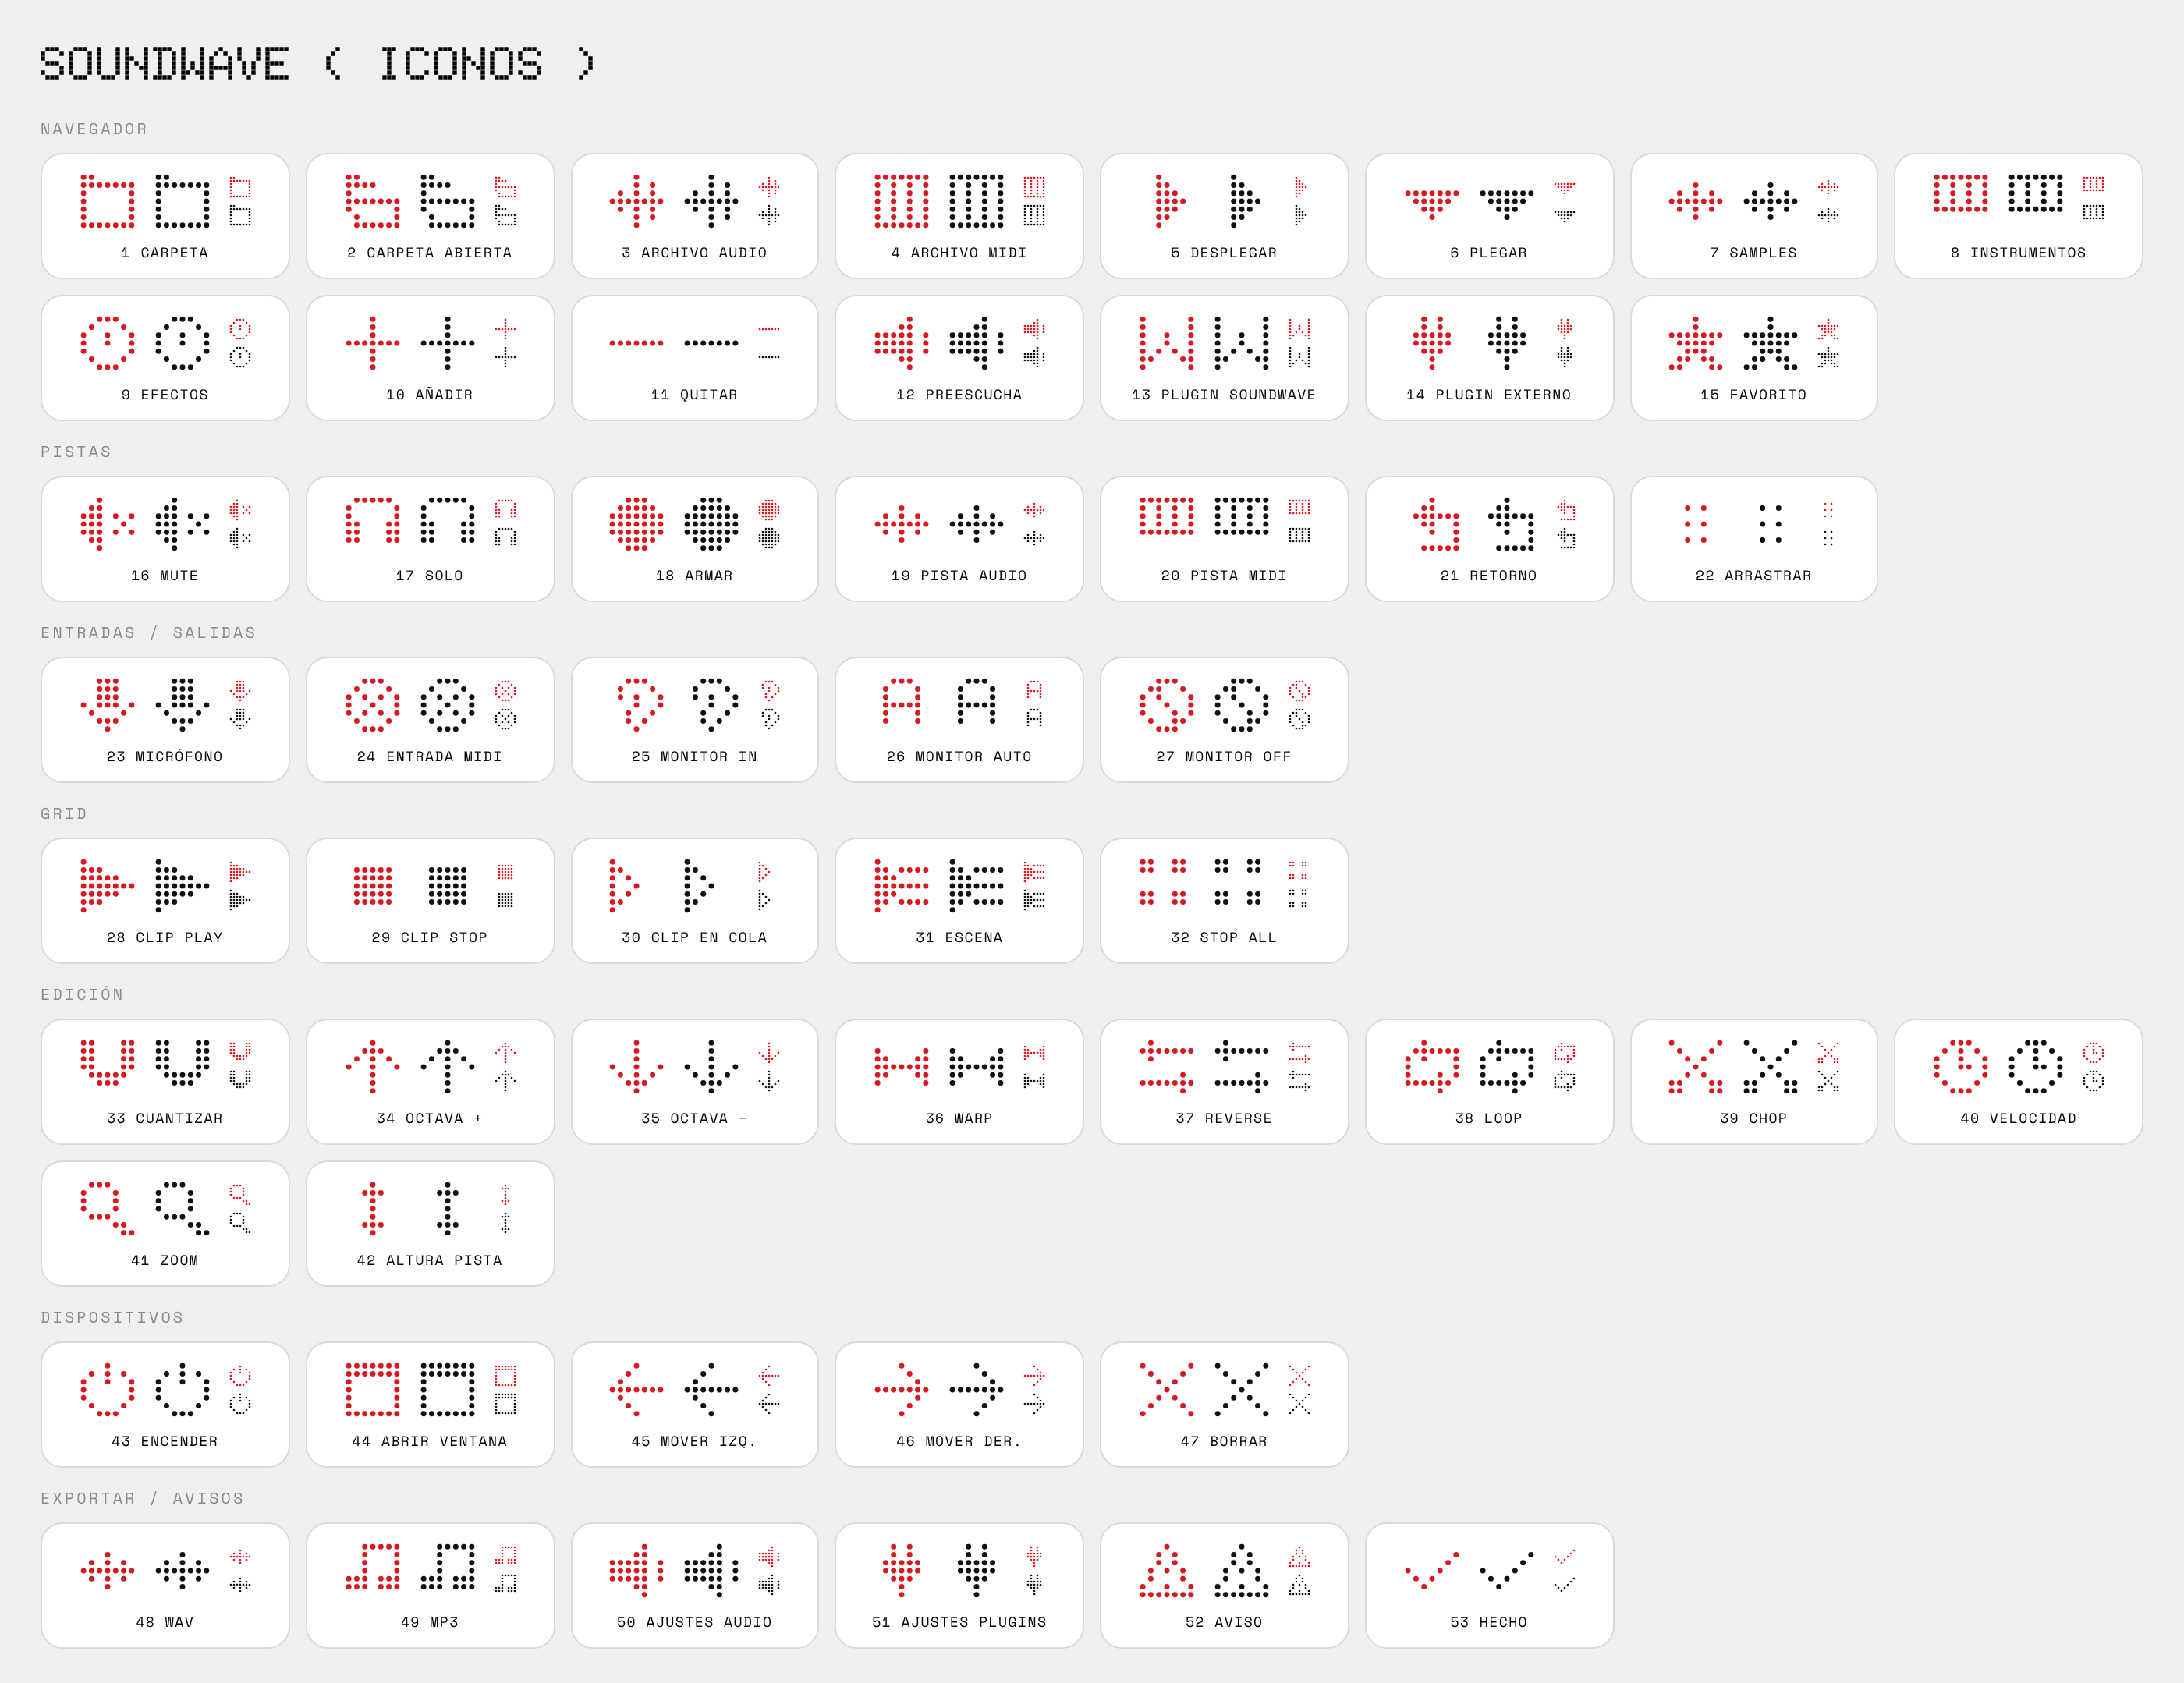 SOUNDWAVE ( ICONOS )
NAVEGADOR
1 CARPETA
2 CARPETA ABIERTA
3 ARCHIVO AUDIO
4 ARCHIVO MIDI
5 DESPLEGAR
6 PLEGAR
7 SAMPLES
8 INSTRUMENTOS
9 EFECTOS
10 AÑADIR
11 QUITAR
12 PREESCUCHA
13 PLUGIN SOUNDWAVE
14 PLUGIN EXTERNO
15 FAVORITO
PISTAS
16 MUTE
17 SOLO
18 ARMAR
19 PISTA AUDIO
20 PISTA MIDI
21 RETORNO
22 ARRASTRAR
ENTRADAS / SALIDAS
23 MICRÓFONO
24 ENTRADA MIDI
25 MONITOR IN
26 MONITOR AUTO
27 MONITOR OFF
GRID
28 CLIP PLAY
29 CLIP STOP
30 CLIP EN COLA
31 ESCENA
32 STOP ALL
EDICIÓN
33 CUANTIZAR
34 OCTAVA +
35 OCTAVA −
36 WARP
37 REVERSE
38 LOOP
39 CHOP
40 VELOCIDAD
41 ZOOM
42 ALTURA PISTA
DISPOSITIVOS
43 ENCENDER
44 ABRIR VENTANA
45 MOVER IZQ.
46 MOVER DER.
47 BORRAR
EXPORTAR / AVISOS
48 WAV
49 MP3
50 AJUSTES AUDIO
51 AJUSTES PLUGINS
52 AVISO
53 HECHO